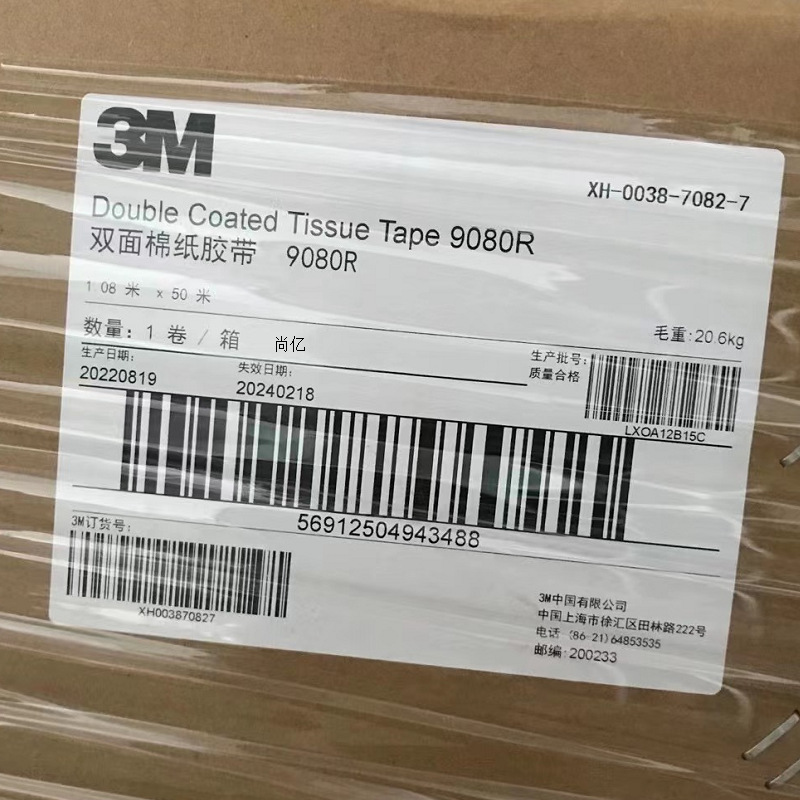 3M
XH-0038-7082-7
Double Coated Tissue Tape 9080R
双面棉纸胶带 9080R
1 08 米 x 50 米
数量: 1 卷 / 箱
尚亿
毛重:20.6kg
生产日期:
20220819
失效日期:
20240218
生产批号:
质量合格
LXOA12B15C
56912504943488
3M订货号:
XH003870827
3M中国有限公司
中国上海市徐汇区田林路222号
电话 (86-21)64853535
邮编:200233